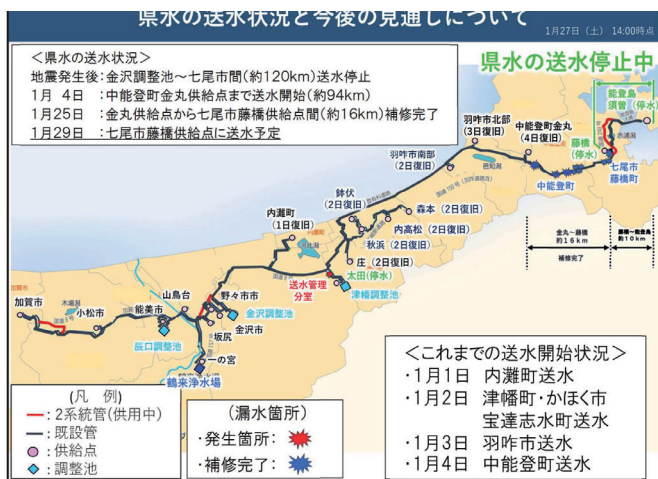 県水の送水状況と今後の見通しについて
1月27日（土） 14:00時点
＜県水の送水状況＞
地震発生後：金沢調整池～七尾市間(約120km)送水停止
1月 4日 ：中能登町金丸供給点まで送水開始(約94km)
1月25日 ：金丸供給点から七尾市藤橋供給点間(約16km)補修完了
1月29日 ：七尾市藤橋供給点に送水予定
県水の送水停止中
能登島
須曽（停水）
赤浦潟
羽咋市北部
（3日復旧）
中能登町金丸
（4日復旧）
藤橋
（停水）
七尾市
藤橋町
羽咋市南部
（2日復旧）
邑知潟
中能登町
鉢伏
（2日復旧）
森本（2日復旧）
内灘町
（1日復旧）
内高松（2日復旧）
秋浜（2日復旧）
庄（2日復旧）
太田（停水）
送水管理
分室
津幡調整池
金丸～藤橋
約16km
補修完了
藤橋～能登島
約10km
加賀市
木場潟
小松市
能美市
山鳥台
野々市市
金沢調整池
金沢市
坂尻
辰口調整池
一の宮
鶴来浄水場
(凡 例)
：2系統管(供用中)
：既設管
：供給点
：調整池
(漏水箇所)
・発生箇所：
・補修完了：
＜これまでの送水開始状況＞
・1月1日 内灘町送水
・1月2日 津幡町・かほく市
宝達志水町送水
・1月3日 羽咋市送水
・1月4日 中能登町送水